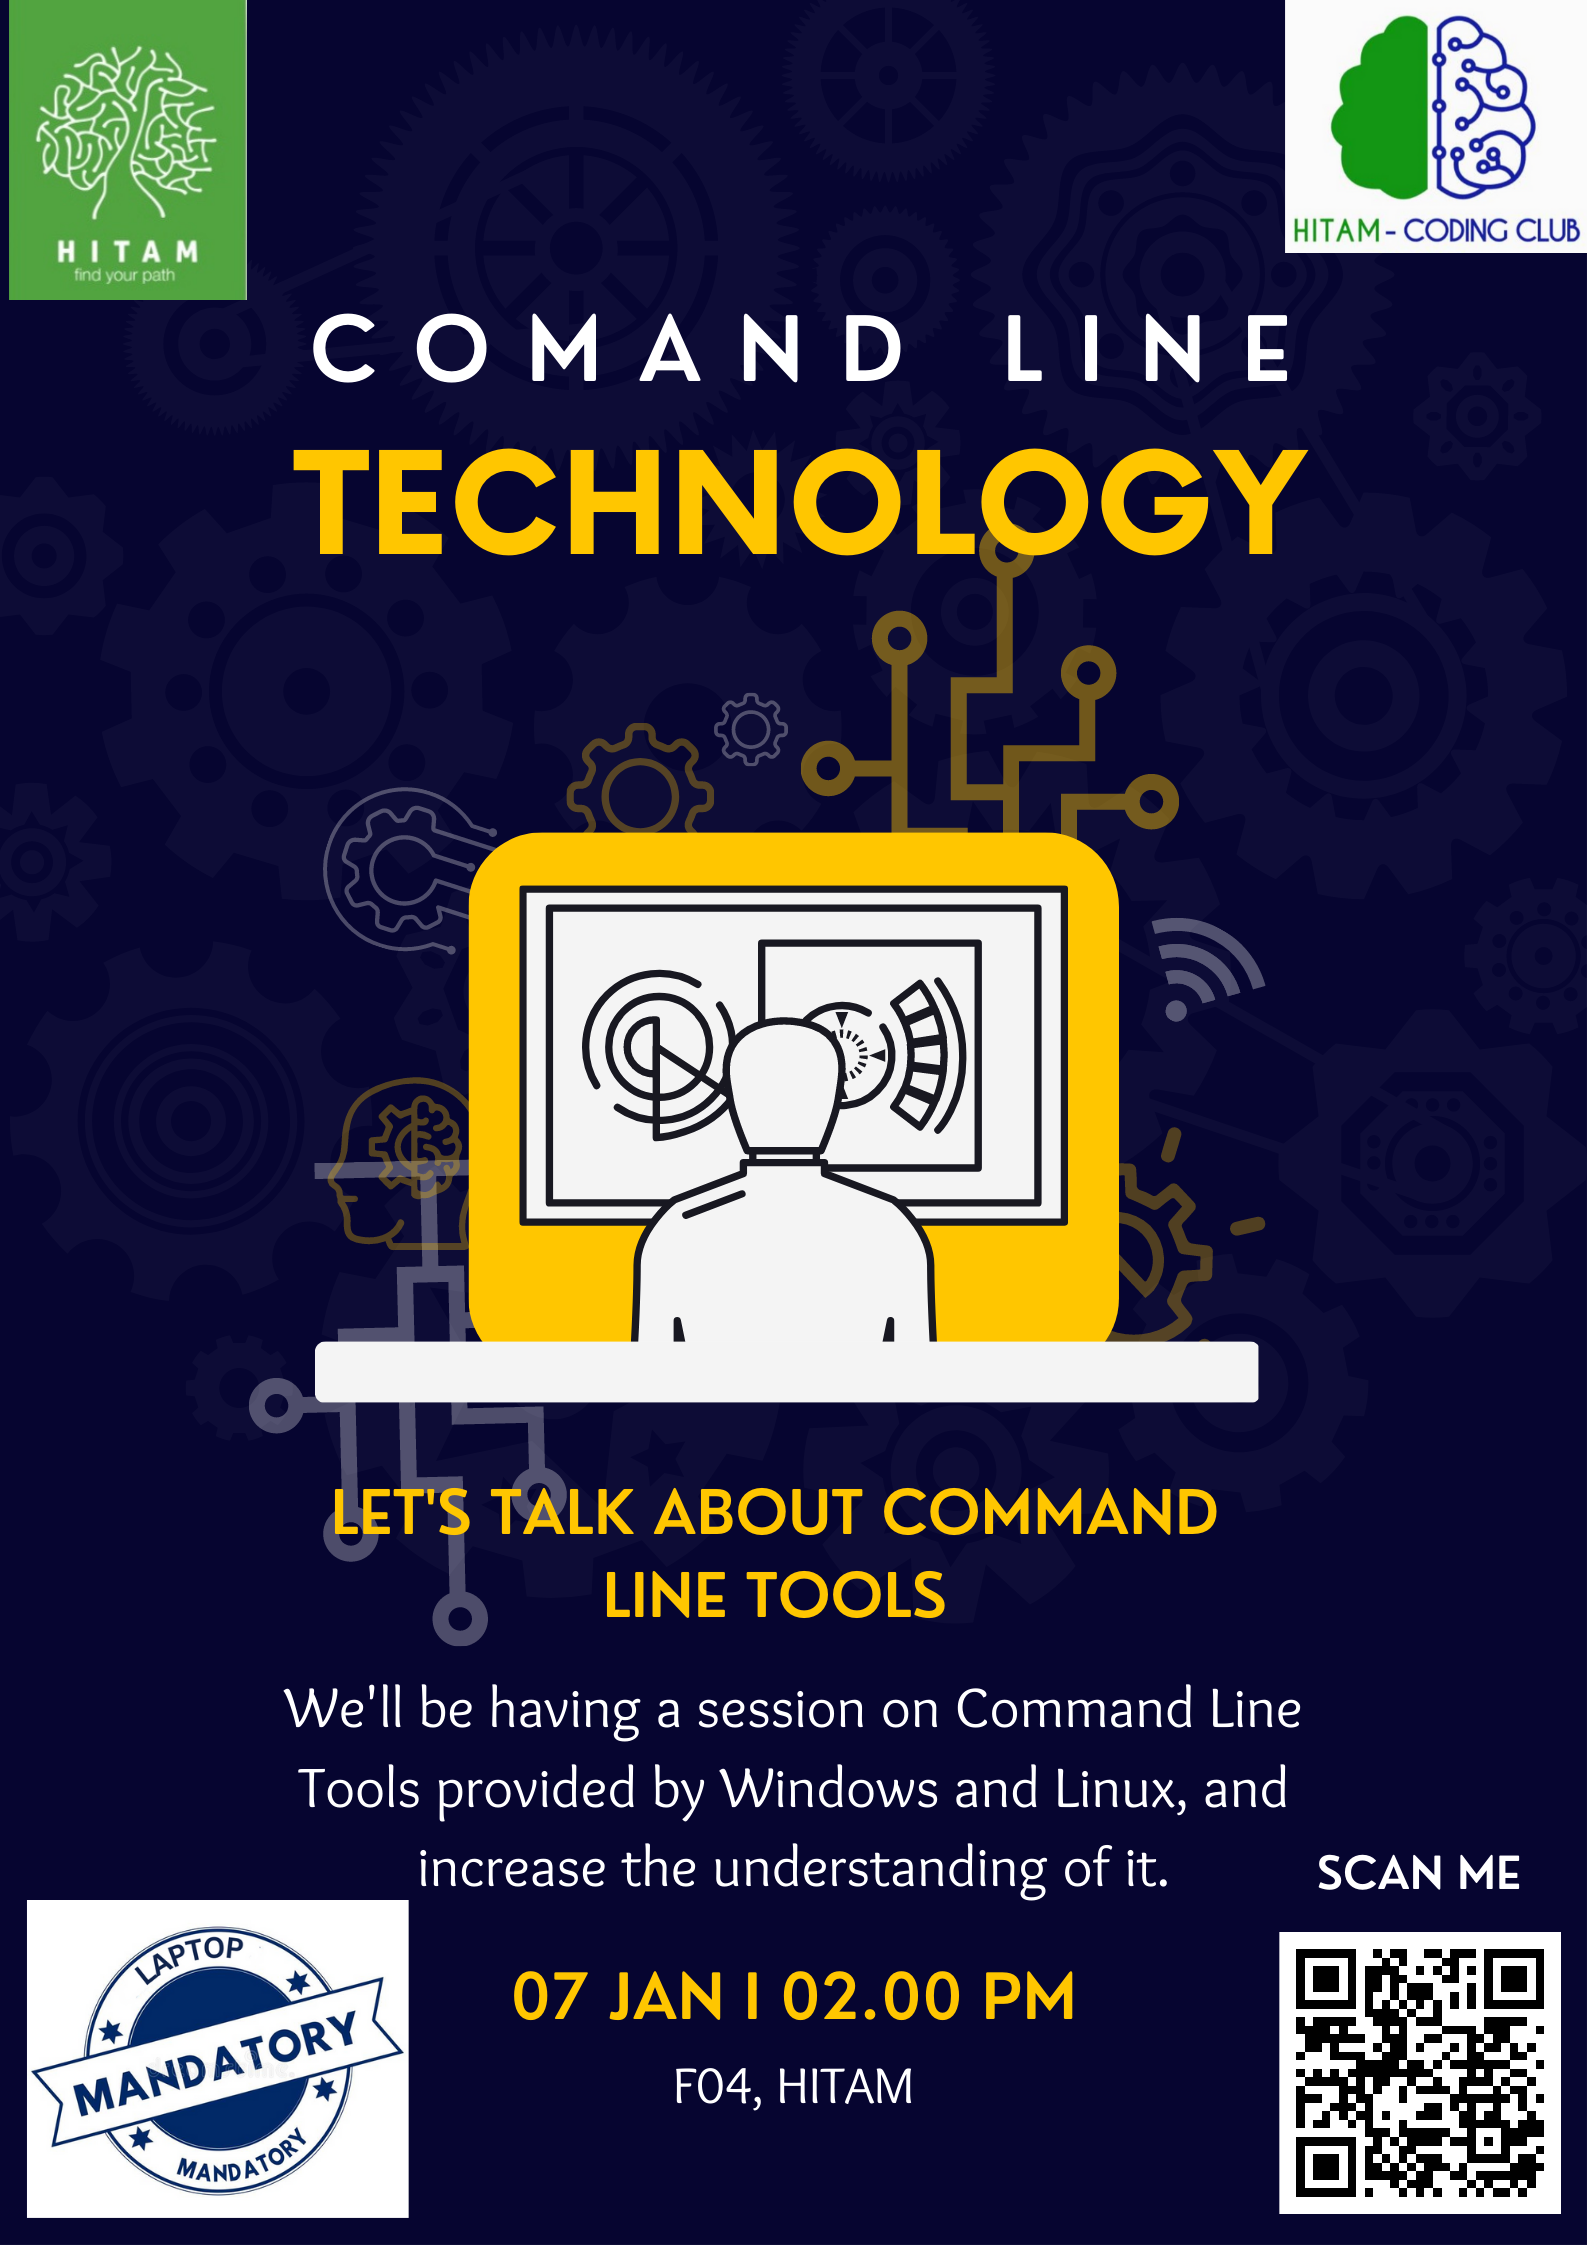 HITAM
find your path
HITAM - CODING CLUB
COMAND LINE
TECHNOLOGY
LET'S TALK ABOUT COMMAND
LINE TOOLS
We'll be having a session on Command Line
Tools provided by Windows and Linux, and
increase the understanding of it.
SCAN ME
LAPTOP
MANDATORY
MANDATORY
07 JAN I 02.00 PM
F04, HITAM